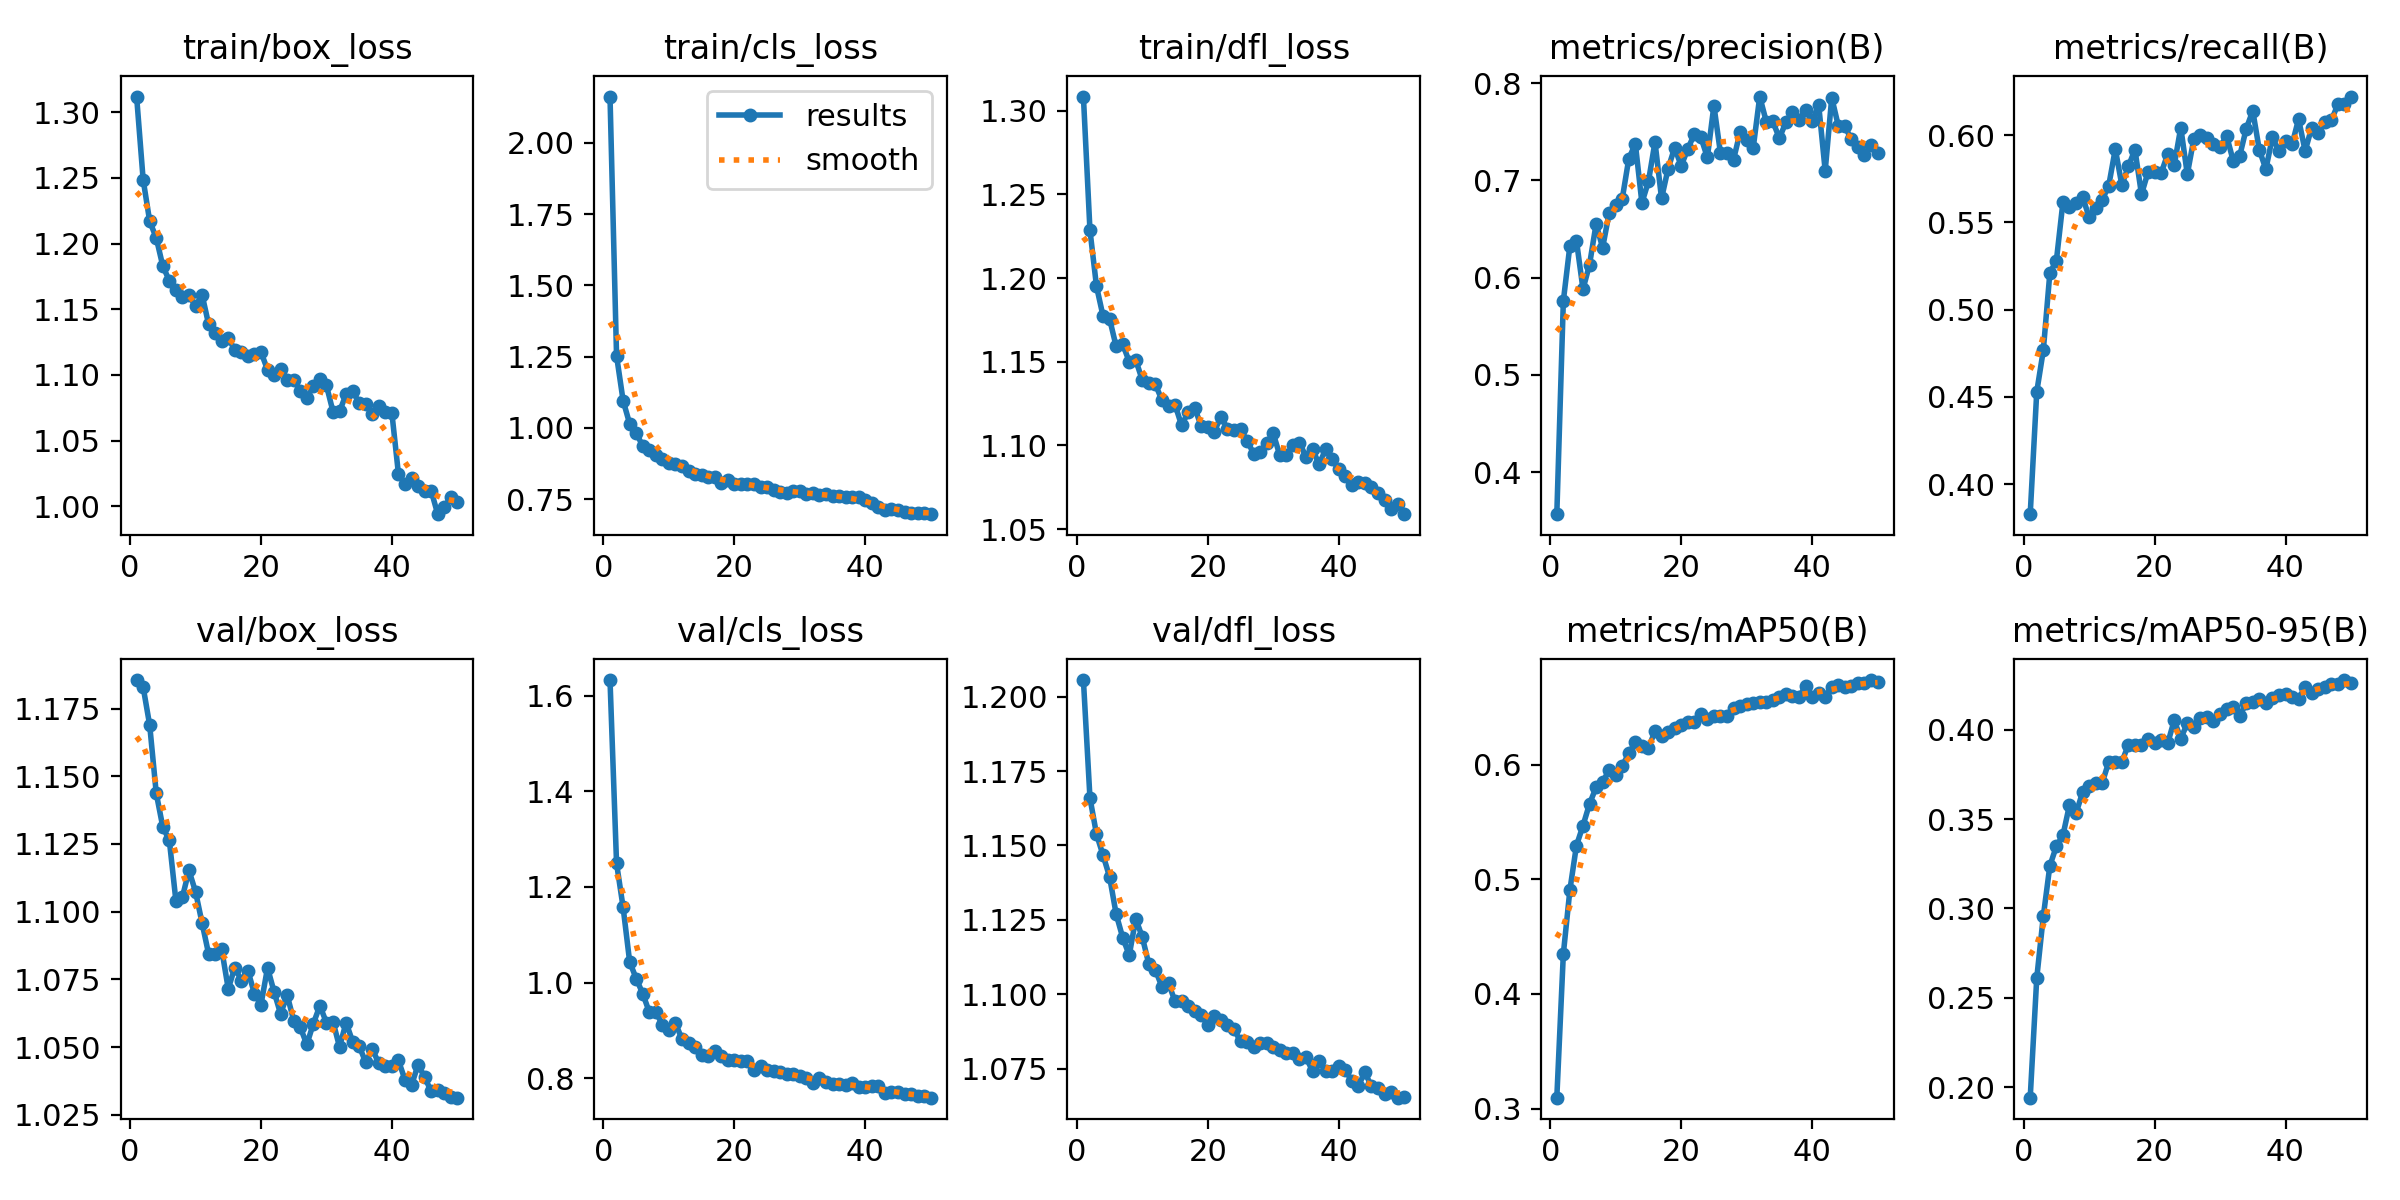 train/box_loss
1.30
1.25
1.20
1.15
1.10
1.05
1.00
0 20 40
train/cls_loss
results
smooth
2.00
1.75
1.50
1.25
1.00
0.75
0 20 40
train/dfl_loss
1.30
1.25
1.20
1.15
1.10
1.05
0 20 40
metrics/precision(B)
0.8
0.7
0.6
0.5
0.4
0 20 40
metrics/recall(B)
0.60
0.55
0.50
0.45
0.40
0 20 40
val/box_loss
1.175
1.150
1.125
1.100
1.075
1.050
1.025
0 20 40
val/cls_loss
1.6
1.4
1.2
1.0
0.8
0 20 40
val/dfl_loss
1.200
1.175
1.150
1.125
1.100
1.075
0 20 40
metrics/mAP50(B)
0.6
0.5
0.4
0.3
0 20 40
metrics/mAP50-95(B)
0.40
0.35
0.30
0.25
0.20
0 20 40